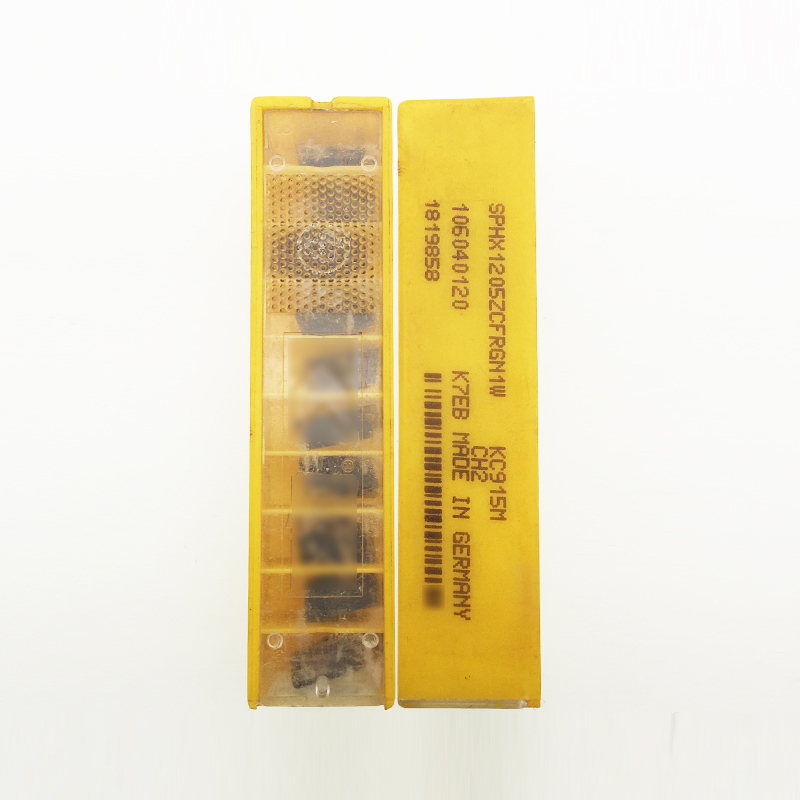 SPHX1205ZCFRGN1W KC915M
CH2
106040120 K7EB MADE IN GERMANY
1819858